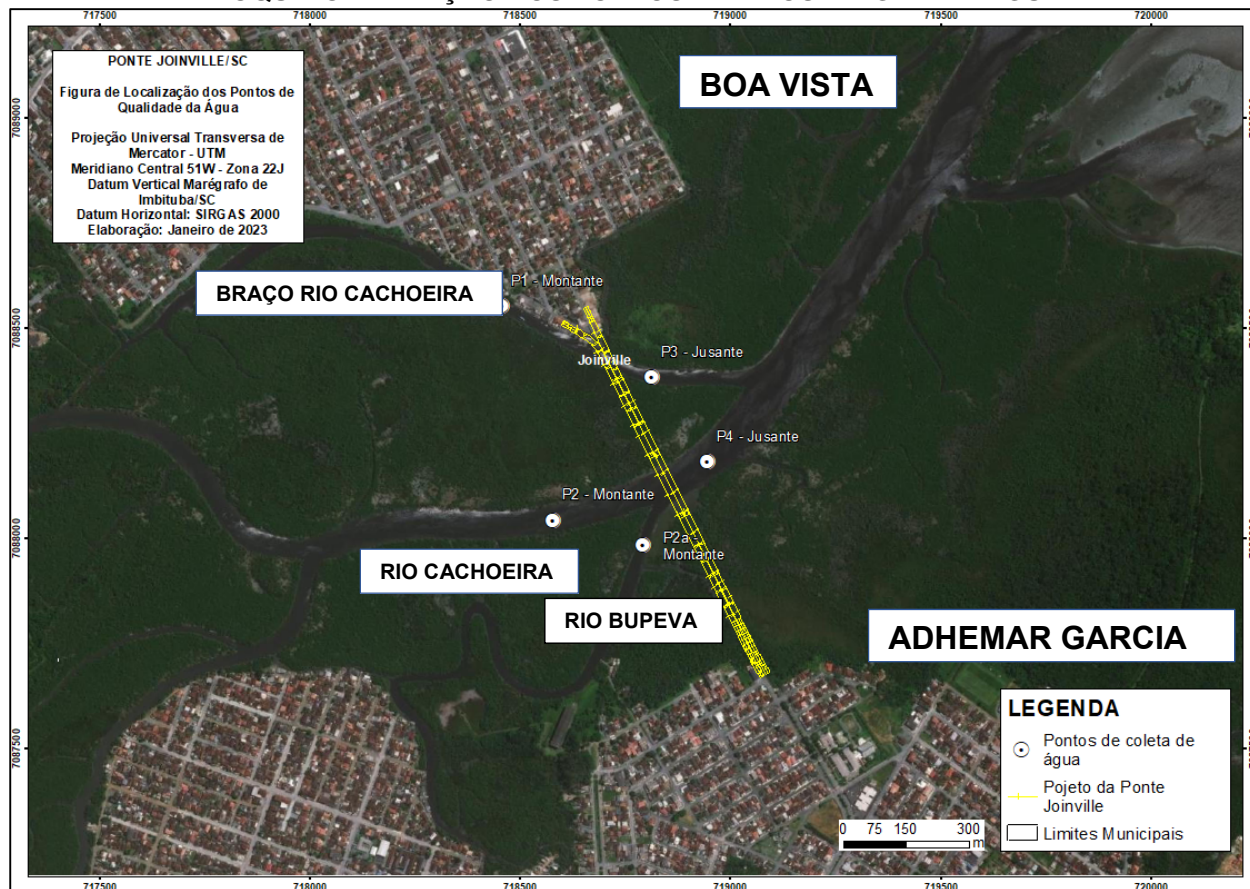 717500 718000 718500 719000 719500 720000
PONTE JOINVILLE/SC
Figura de Localização dos Pontos de
Qualidade da Água
Projeção Universal Transversa de
Mercator - UTM
Meridiano Central 51W - Zona 22J
Datum Vertical Marégrafo de
Imbituba/SC
Datum Horizontal: SIRGAS 2000
Elaboração: Janeiro de 2023
BOA VISTA
7089000
BRAÇO RIO CACHOEIRA
P1 - Montante
7088500
Joinville
P3 - Jusante
P4 - Jusante
P2 - Montante
7088000
P2a -
Montante
RIO CACHOEIRA
RIO BUPEVA
ADHEMAR GARCIA
7087500
LEGENDA
Pontos de coleta de
água
Pojeto da Ponte
Joinville
Limites Municipais
0 75 150 300
m
717500 718000 718500 719000 719500 720000